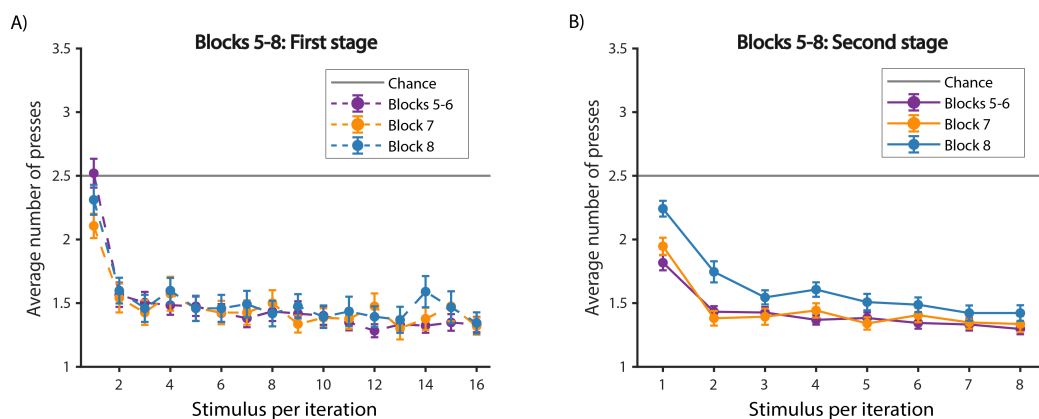 A)
Blocks 5-8: First stage
3.5
3
2.5
2
1.5
1
Average number of presses
Chance
Blocks 5-6
Block 7
Block 8
2 4 6 8 10 12 14 16
Stimulus per iteration
B)
Blocks 5-8: Second stage
3.5
3
2.5
2
1.5
1
Average number of presses
Chance
Blocks 5-6
Block 7
Block 8
1 2 3 4 5 6 7 8
Stimulus per iteration